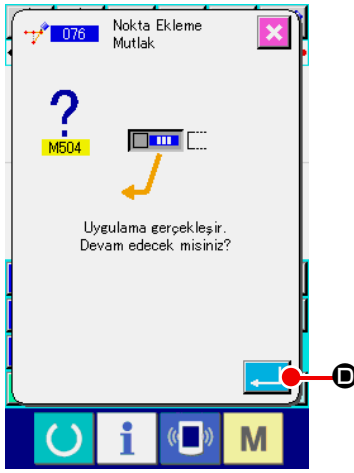 076
Nokta Ekleme
Mutlak
?
M504
Uygulama gerçekleşir.
Devam edecek misiniz?
D
i
M